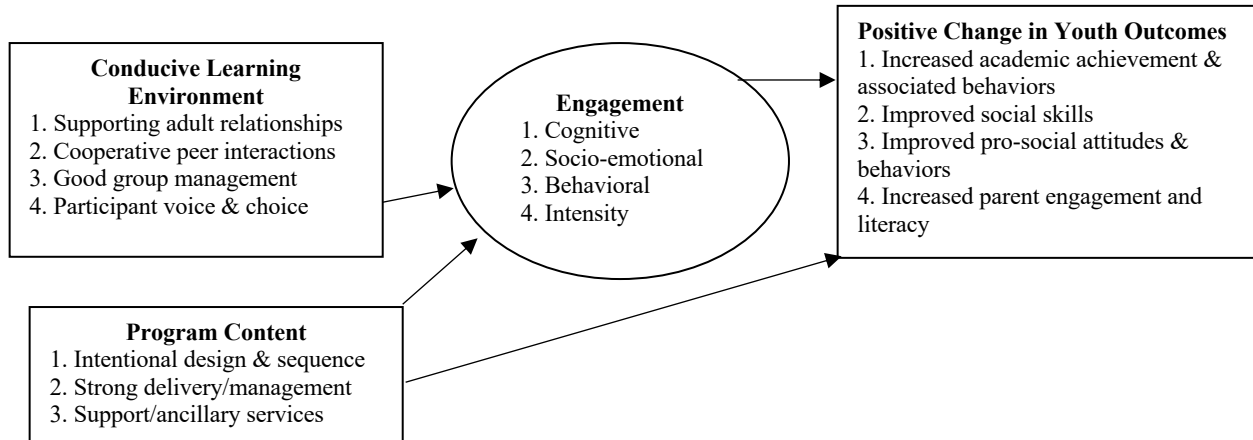 Conducive Learning
Environment
1. Supporting adult relationships
2. Cooperative peer interactions
3. Good group management
4. Participant voice & choice
Engagement
1. Cognitive
2. Socio-emotional
3. Behavioral
4. Intensity
Positive Change in Youth Outcomes
1. Increased academic achievement &
associated behaviors
2. Improved social skills
3. Improved pro-social attitudes &
behaviors
4. Increased parent engagement and
literacy
Program Content
1. Intentional design & sequence
2. Strong delivery/management
3. Support/ancillary services